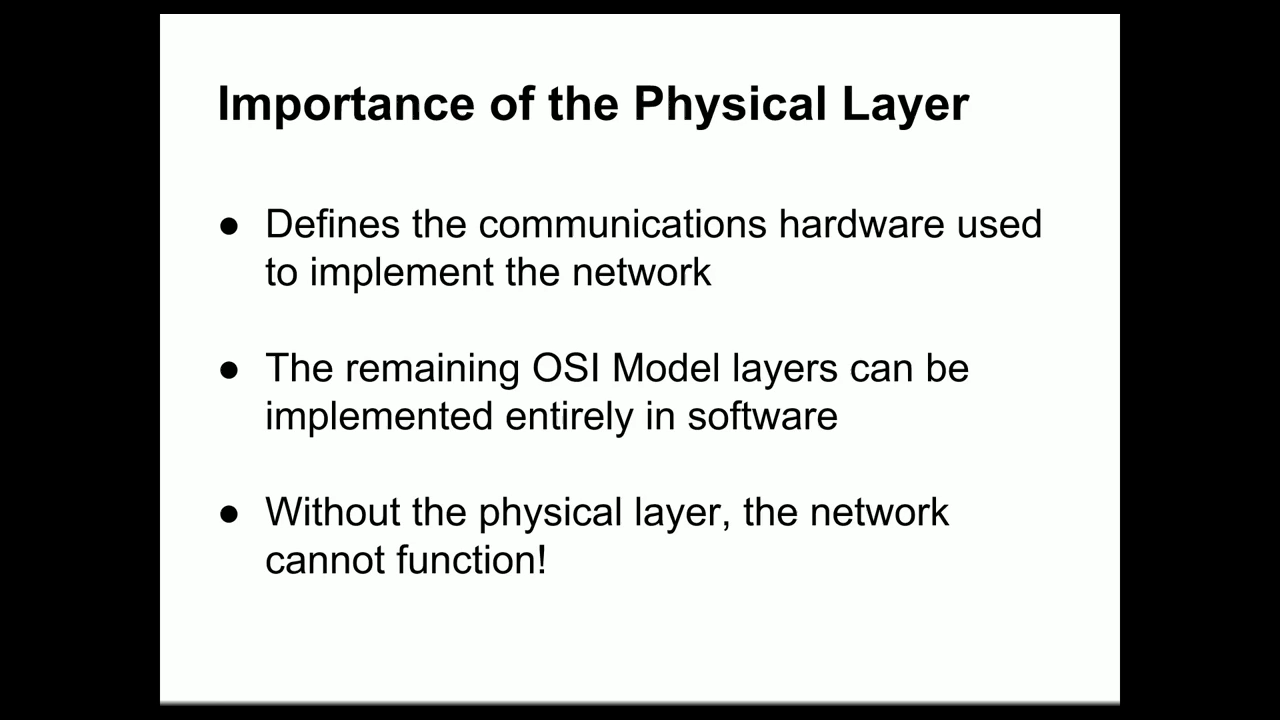 Importance of the Physical Layer
● Defines the communications hardware used
to implement the network
● The remaining OSI Model layers can be
implemented entirely in software
● Without the physical layer, the network
cannot function!